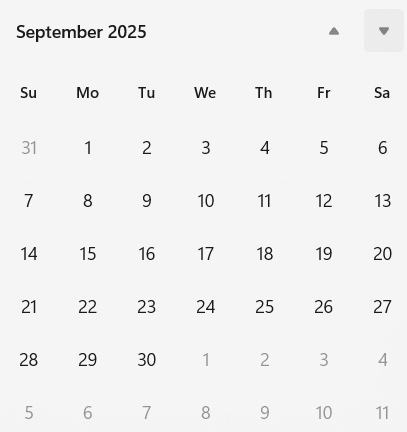 September 2025
Su Mo Tu We Th Fr Sa
31 1 2 3 4 5 6
7 8 9 10 11 12 13
14 15 16 17 18 19 20
21 22 23 24 25 26 27
28 29 30 1 2 3 4
5 6 7 8 9 10 11